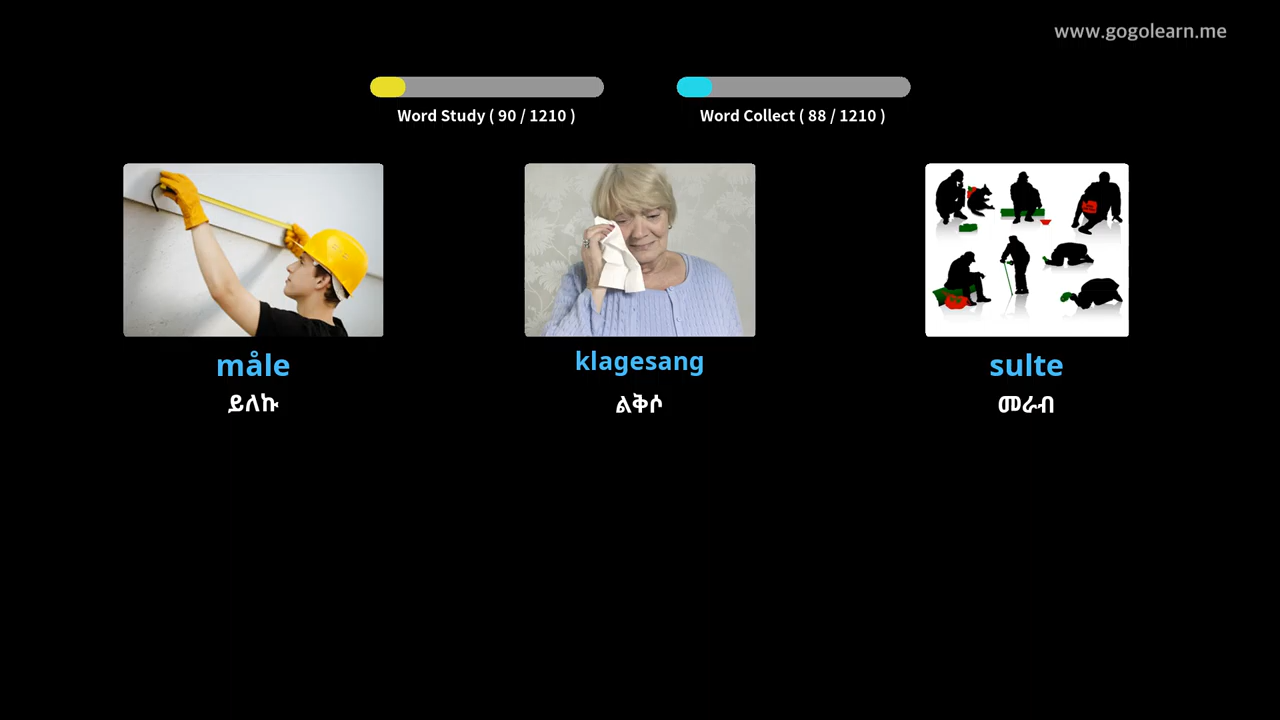 www.gogolearn.me
Word Study ( 90 / 1210 )
Word Collect ( 88 / 1210 )
måle
klagesang
sulte
ይለኩ
ልቅሶ
መራብ